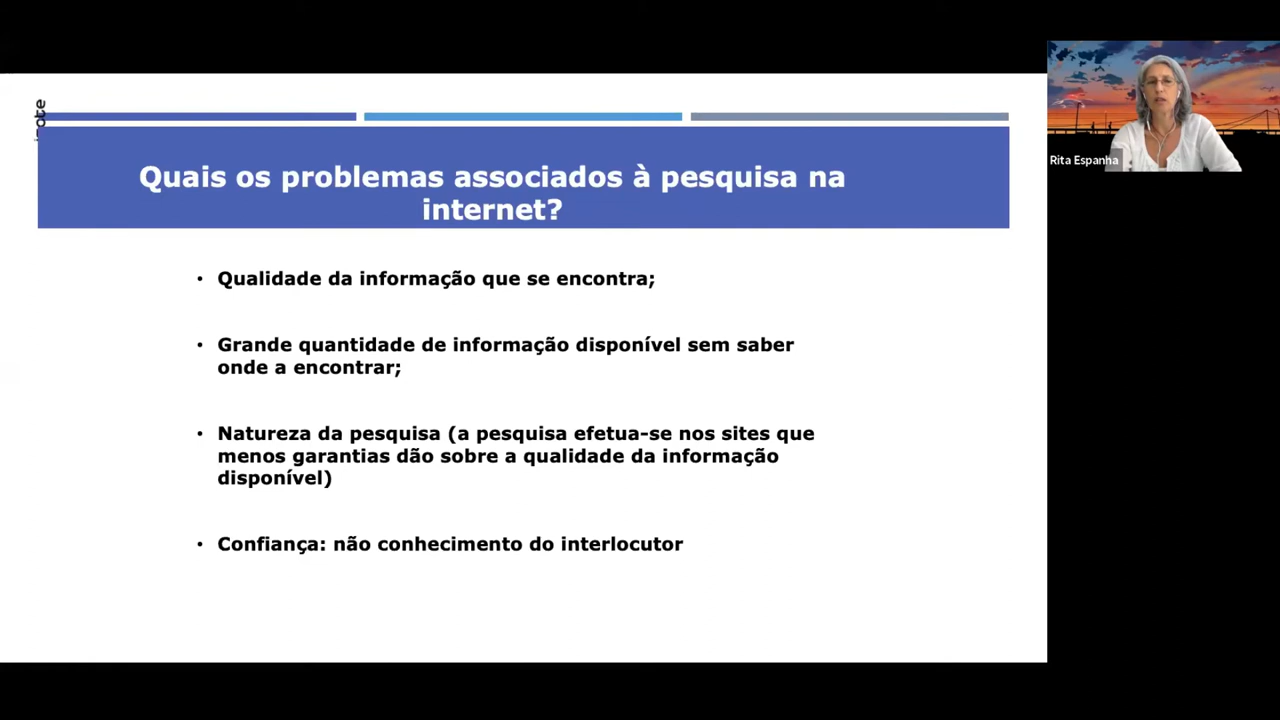 Quais os problemas associados à pesquisa na
internet?
• Qualidade da informação que se encontra;
• Grande quantidade de informação disponível sem saber
onde a encontrar;
• Natureza da pesquisa (a pesquisa efetua-se nos sites que
menos garantias dão sobre a qualidade da informação
disponível)
• Confiança: não conhecimento do interlocutor
Rita Espanha